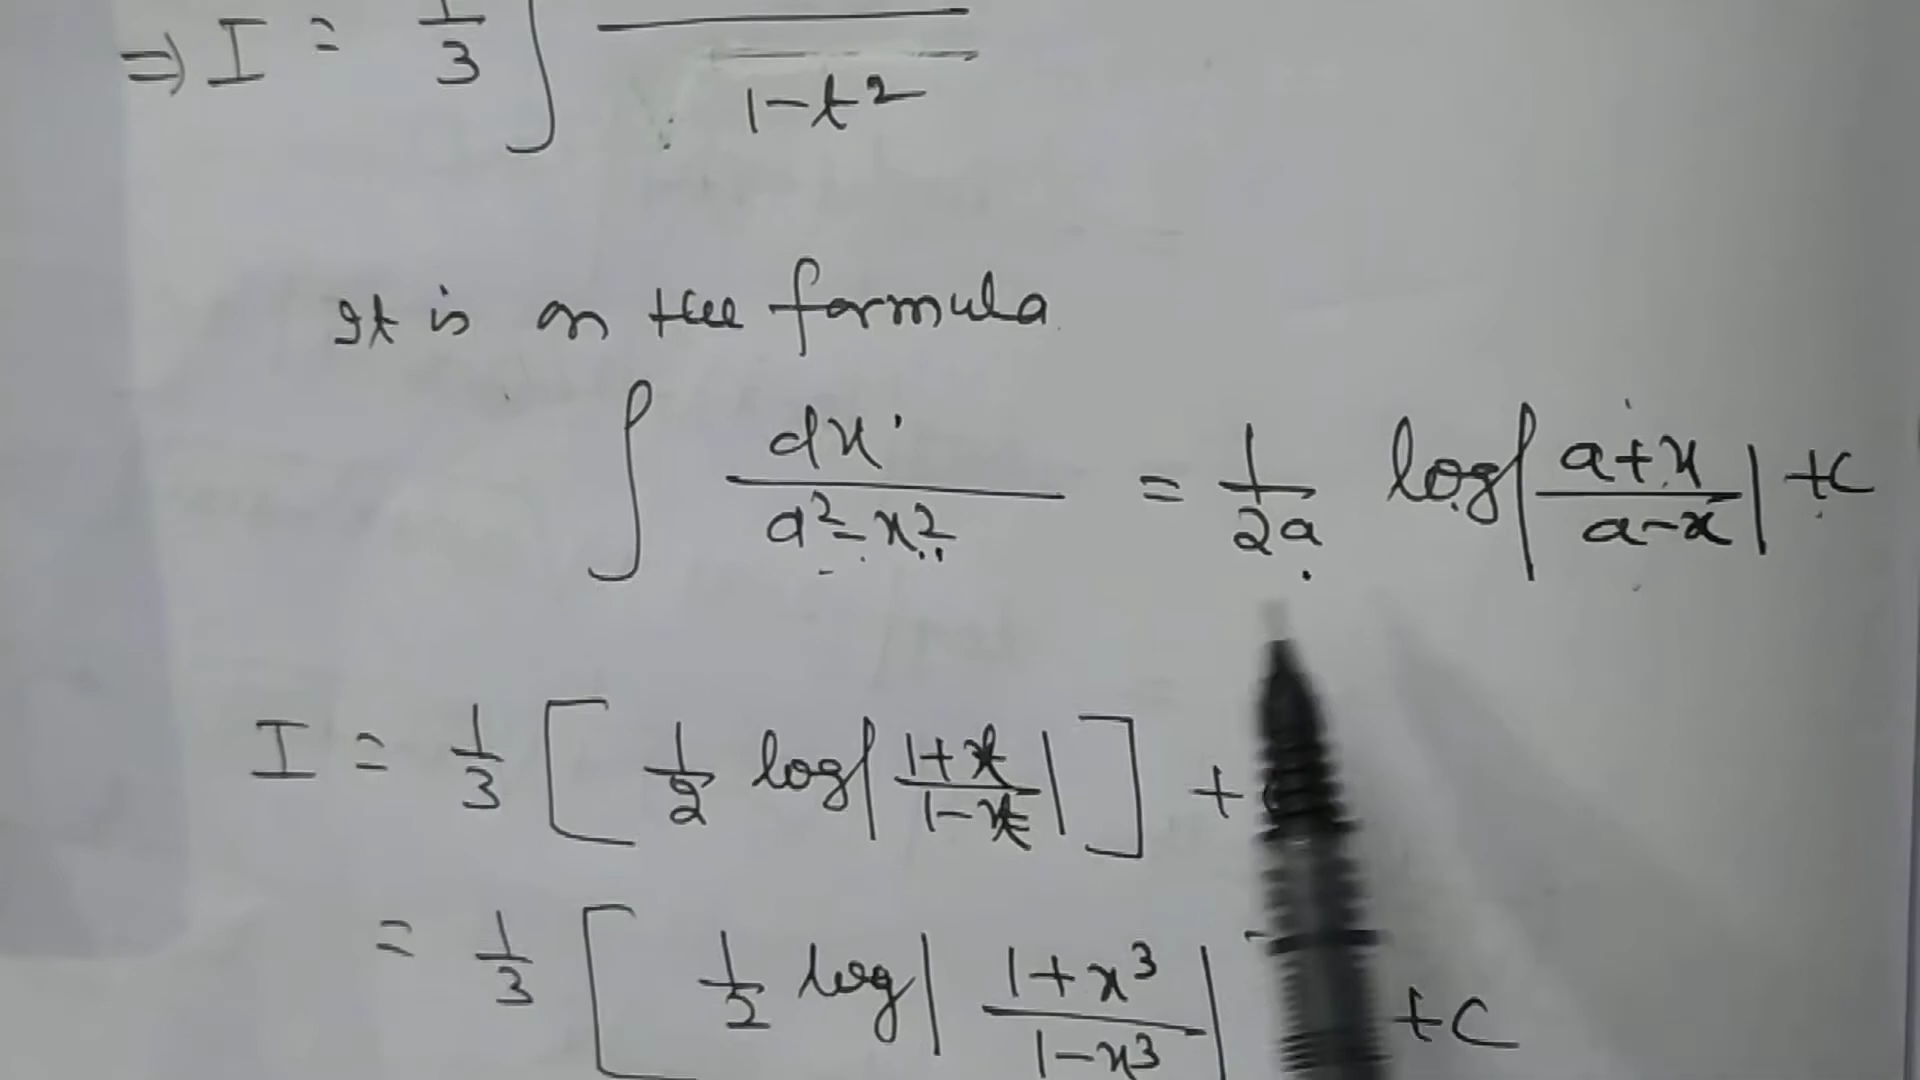 ⇒ I = 1/3 ∫ ——— / 1-t²
It is on the formula
∫ dx / a² - x² = 1/2a log| a+x / a-x | +c
I = 1/3 [ 1/2 log| 1+t / 1-t | ] +
= 1/3 [ 1/2 log| 1+x³ / 1-x³ | +c